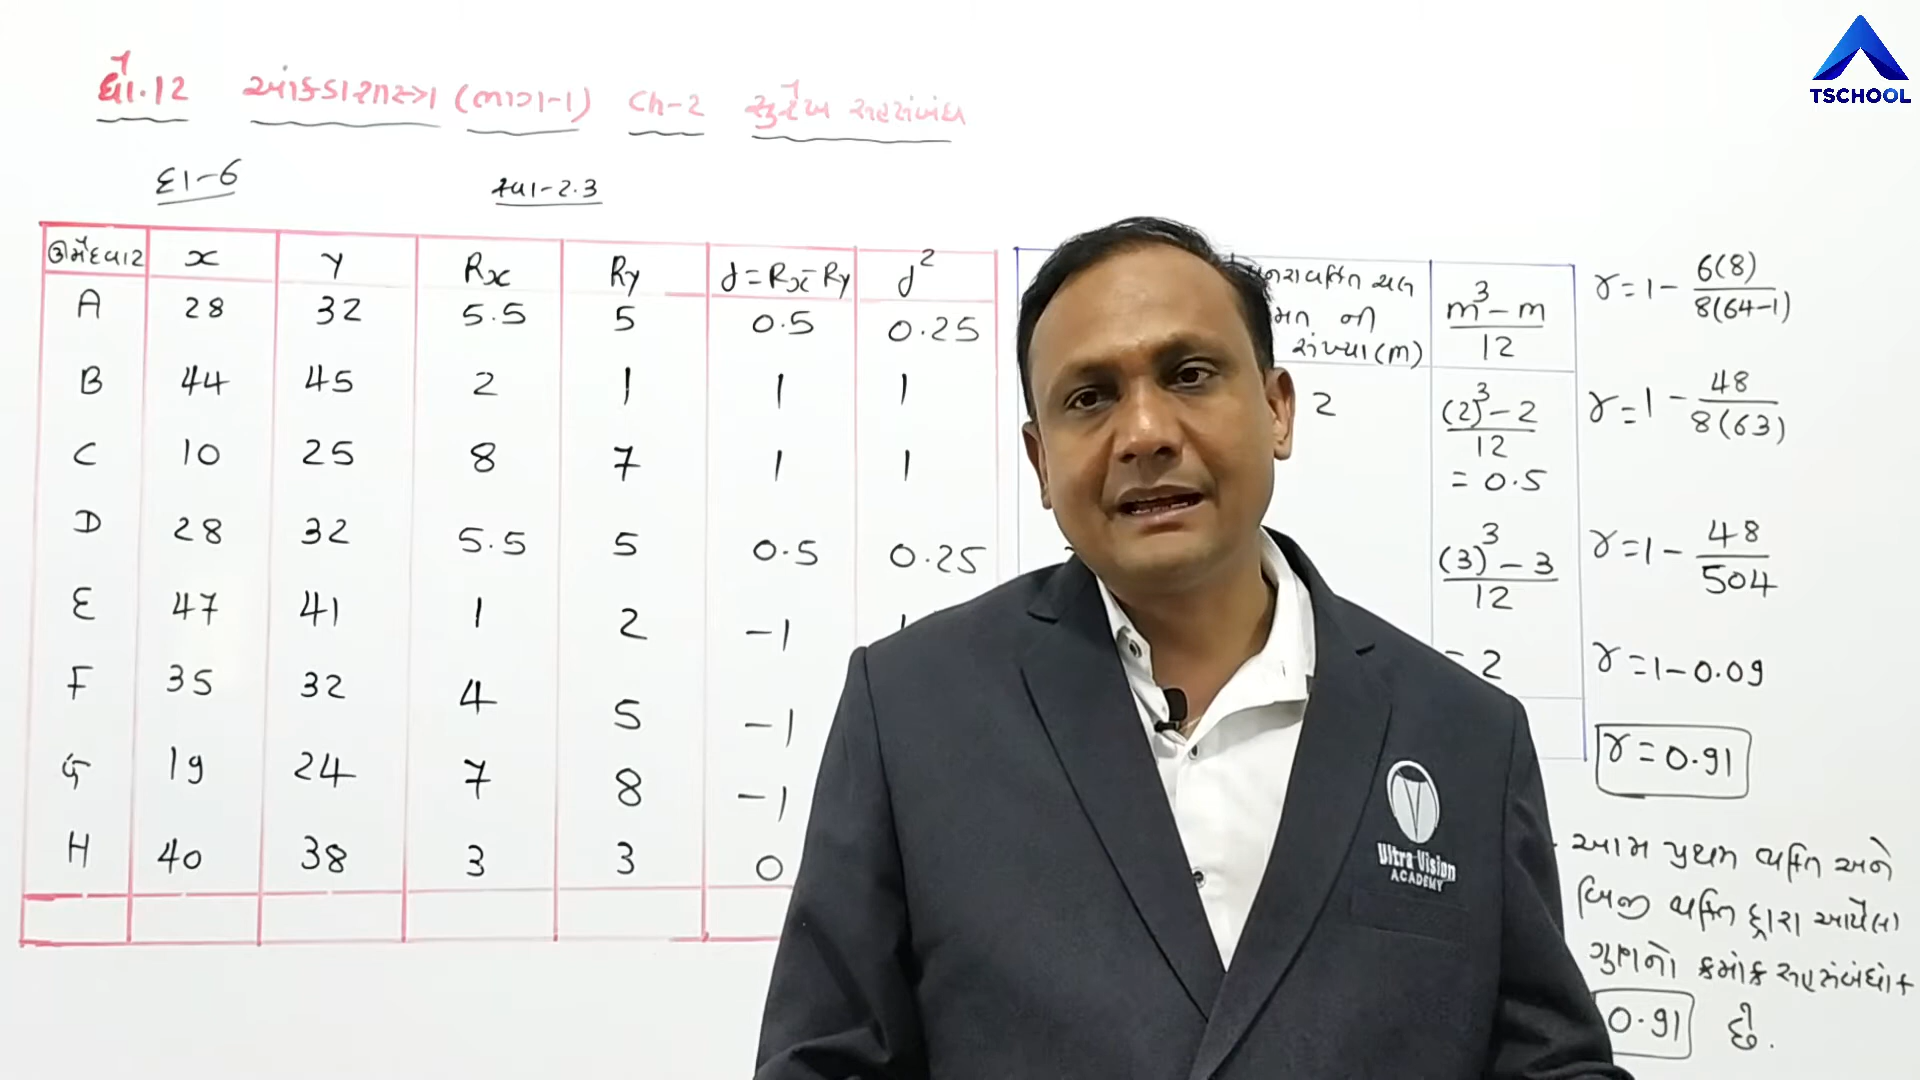 TSCHOOL
ધો.12 આંકડાશાસ્ત્ર (ભાગ-1) Ch-2 સુરેખ સહસંબંધ
દા-6 સ્વા-2.3
ઉમેદવાર x y Rx Ry d = Rx - Ry d²
A 28 32 5.5 5 0.5 0.25
B 44 45 2 1 1 1
C 10 25 8 7 1 1
D 28 32 5.5 5 0.5 0.25
E 47 41 1 2 -1
F 35 32 4 5 -1
G 19 24 7 8 -1
H 40 38 3 3 0
સંખ્યા (m)
m³ - m / 12
2
(2)³ - 2 / 12
= 0.5
(3)³ - 3 / 12
= 2
r = 1 - 6(8) / 8(64-1)
r = 1 - 48 / 8(63)
r = 1 - 48 / 504
r = 1 - 0.09
r = 0.91
આમ પ્રથમ વ્યક્તિ અને
બિજી વ્યક્તિ દ્વારા આપેલા
ગુણનો ક્રમાંક સહસંબંધાંક
0.91 છે.
Ultra Vision
ACADEMY